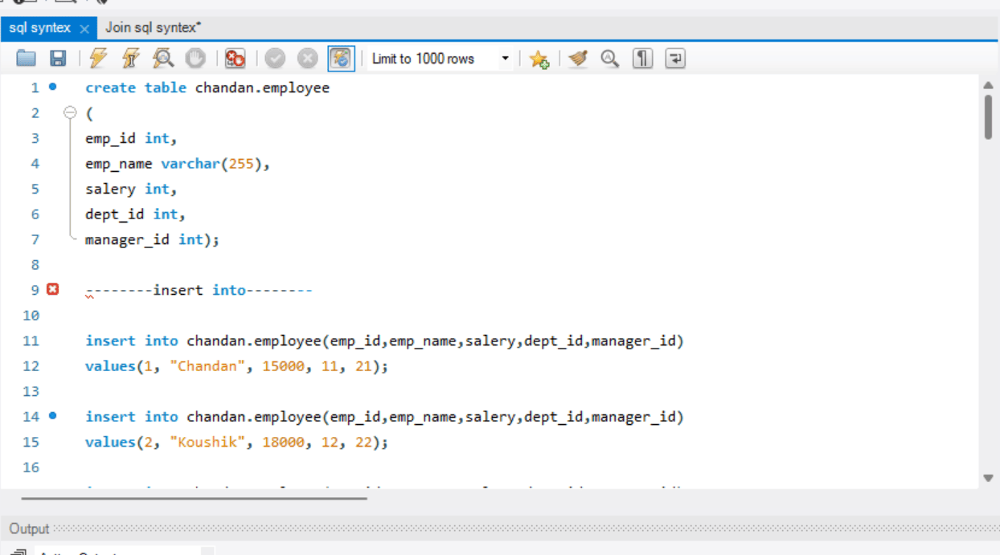 sql syntex
Join sql syntex*
Limit to 1000 rows
1 create table chandan.employee
2 (
3 emp_id int,
4 emp_name varchar(255),
5 salery int,
6 dept_id int,
7 manager_id int);
8
9 --------insert into--------
10
11 insert into chandan.employee(emp_id,emp_name,salery,dept_id,manager_id)
12 values(1, "Chandan", 15000, 11, 21);
13
14 insert into chandan.employee(emp_id,emp_name,salery,dept_id,manager_id)
15 values(2, "Koushik", 18000, 12, 22);
16
Output